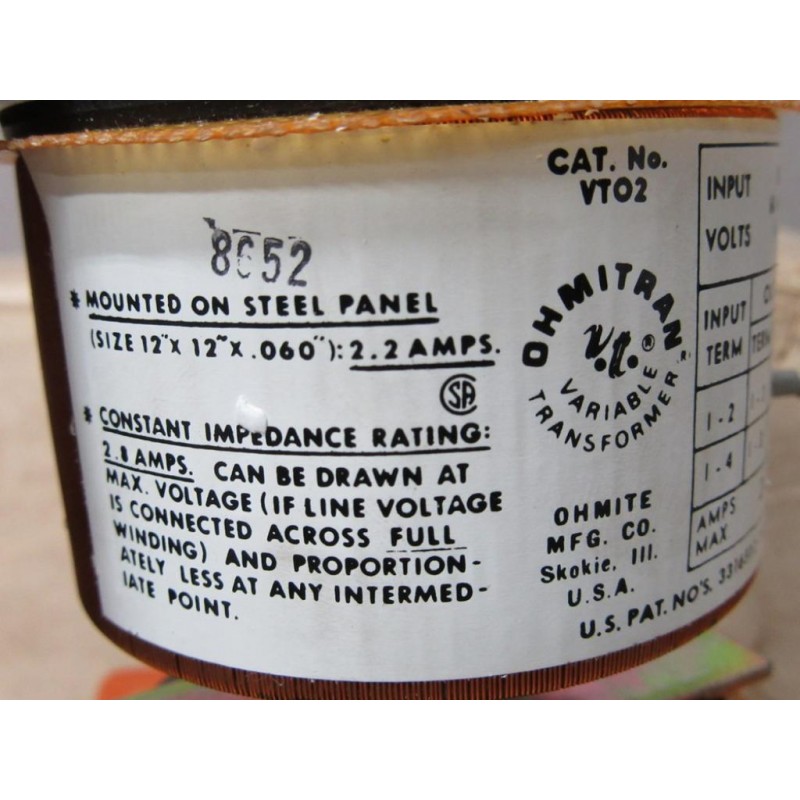 CAT. No.
VT02
8652
* MOUNTED ON STEEL PANEL
(SIZE 12"X 12"X .060"): 2.2 AMPS.
SA
* CONSTANT IMPEDANCE RATING:
2.8 AMPS. CAN BE DRAWN AT
MAX. VOLTAGE (IF LINE VOLTAGE
IS CONNECTED ACROSS FULL
WINDING) AND PROPORTION-
ATELY LESS AT ANY INTERMED-
IATE POINT.
OHMITRAN
v.t.®
VARIABLE
TRANSFORMER
OHMITE
MFG. CO.
Skokie, Ill.
U.S.A.
U.S. PAT. NO'S.
INPUT
VOLTS
INPUT
TERM
1-2
1-4
AMPS
MAX